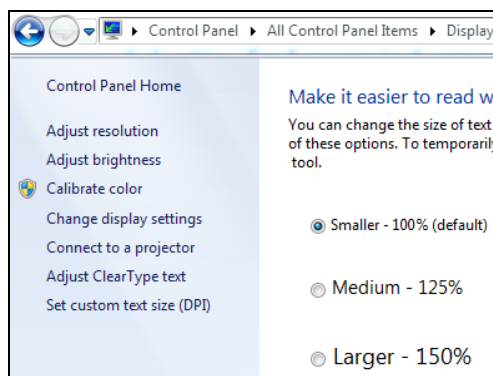 Control Panel ▸ All Control Panel Items ▸ Display
Control Panel Home
Adjust resolution
Adjust brightness
Calibrate color
Change display settings
Connect to a projector
Adjust ClearType text
Set custom text size (DPI)
Make it easier to read w
You can change the size of text
of these options. To temporarily
tool.
Smaller - 100% (default)
Medium - 125%
Larger - 150%